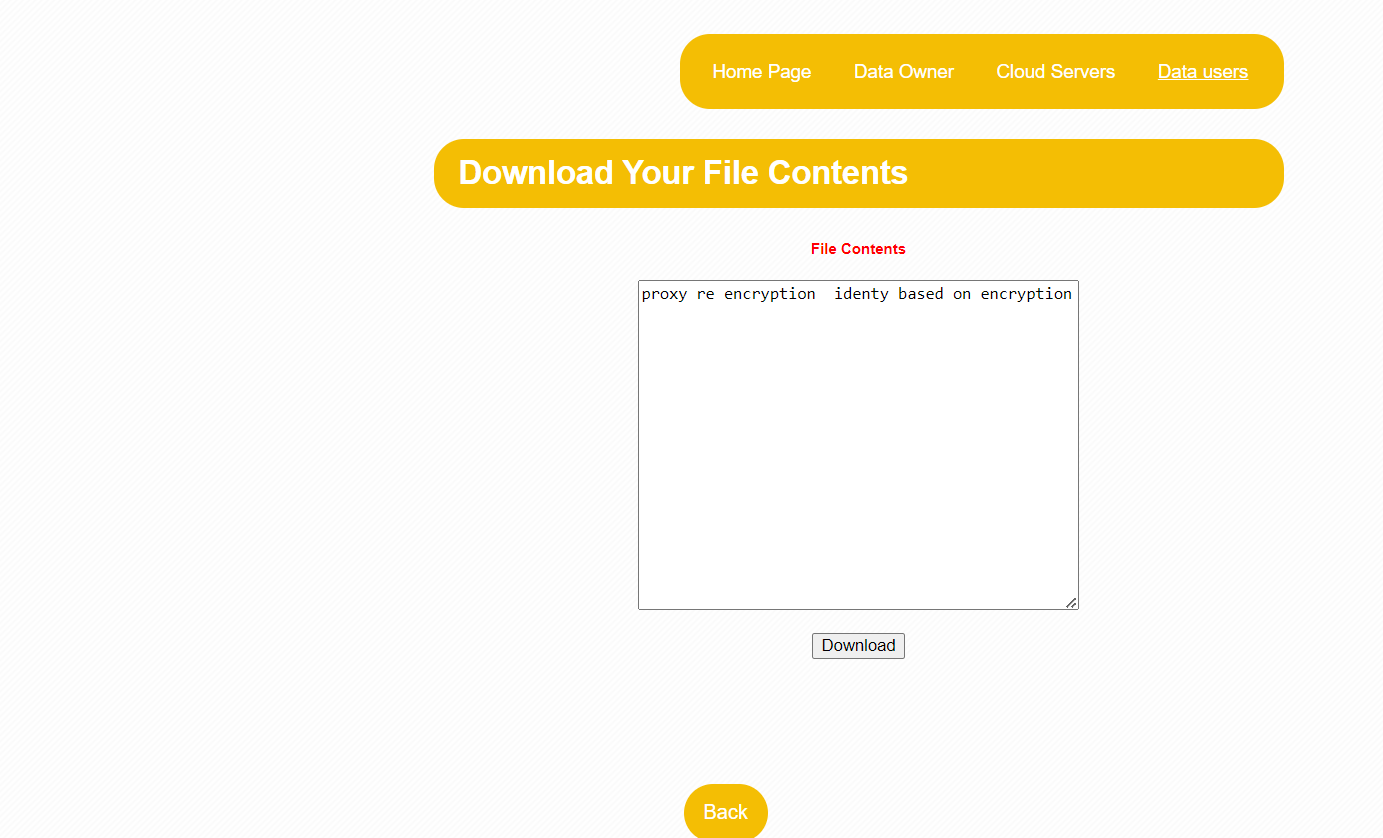 Home Page Data Owner Cloud Servers Data users
Download Your File Contents
File Contents
proxy re encryption  identy based on encryption
Download
Back